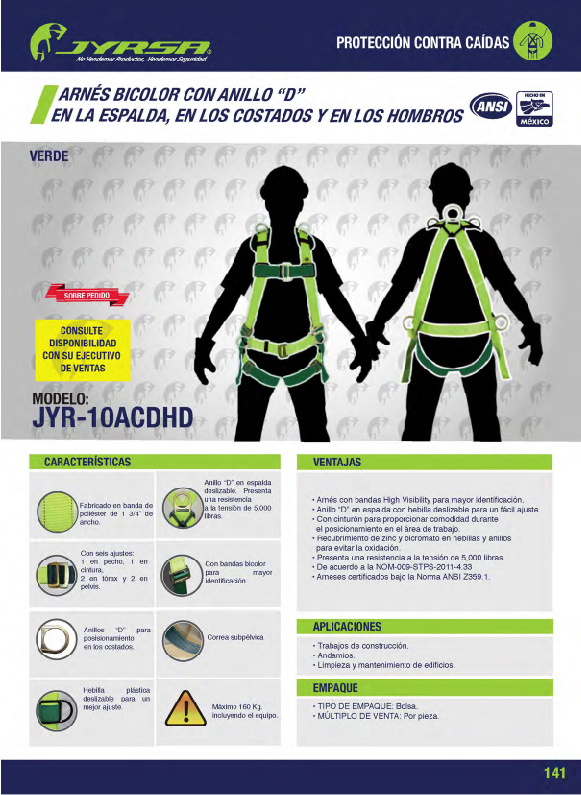 JYRSA®
No Vendemos Productos, Vendemos Seguridad
PROTECCIÓN CONTRA CAÍDAS
ARNÉS BICOLOR CON ANILLO “D”
EN LA ESPALDA, EN LOS COSTADOS Y EN LOS HOMBROS
ANSI
HECHO EN
MÉXICO
VERDE
SOBRE PEDIDO
CONSULTE
DISPONIBILIDAD
CON SU EJECUTIVO
DE VENTAS
MODELO:
JYR-10ACDHD
CARACTERÍSTICAS
Fabricado en banda de
poliéster de 1 3/4" de
ancho.
Anillo “D” en espalda
deslizable. Presenta
una resistencia
a la tensión de 5,000
libras.
Con seis ajustes:
1 en pecho, 1 en
cintura,
2 en tórax y 2 en
pelvis.
Con bandas bicolor
para mayor
identificación
Anillos “D” para
posisionamiento
en los costados.
Correa subpélvica
Hebilla plástica
deslizable para un
mejor ajuste.
Máximo 160 Kg.
incluyendo el equipo.
VENTAJAS
• Arnés con bandas High Visibility para mayor identificación.
• Anillo “D” en espalda con hebilla deslizable para un fácil ajuste
• Con cinturón para proporcionar comodidad durante
el posicionamiento en el área de trabajo.
• Recubrimiento de zinc y bicromato en hebillas y anillos
para evitar la oxidación.
• Presenta una resistencia a la tensión de 5,000 libras
• De acuerdo a la NOM-009-STPS-2011-4.33
• Arneses certificados bajo la Norma ANSI Z359.1.
APLICACIONES
• Trabajos de construcción.
• Andamios.
• Limpieza y mantenimiento de edificios
EMPAQUE
• TIPO DE EMPAQUE: Bolsa.
• MÚLTIPLO DE VENTA: Por pieza.
141